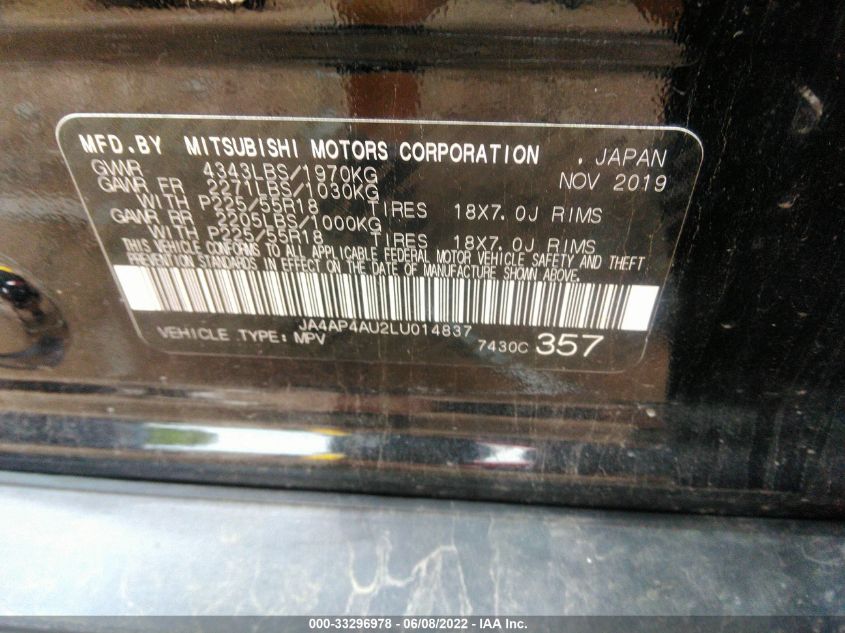 MFD.BY MITSUBISHI MOTORS CORPORATION . JAPAN
GVWR 4343LBS/1970KG NOV 2019
GAWR FR 2271LBS/1030KG
WITH P225/55R18 TIRES 18X7.0J RIMS
GAWR RR 2205LBS/1000KG
WITH P225/55R18 TIRES 18X7.0J RIMS
THIS VEHICLE CONFORMS TO ALL APPLICABLE FEDERAL MOTOR VEHICLE SAFETY AND THEFT
PREVENTION STANDARDS IN EFFECT ON THE DATE OF MANUFACTURE SHOWN ABOVE.
JA4AP4AU2LU014837
VEHICLE TYPE: MPV 7430C 357
000-33296978 - 06/08/2022 - IAA Inc.